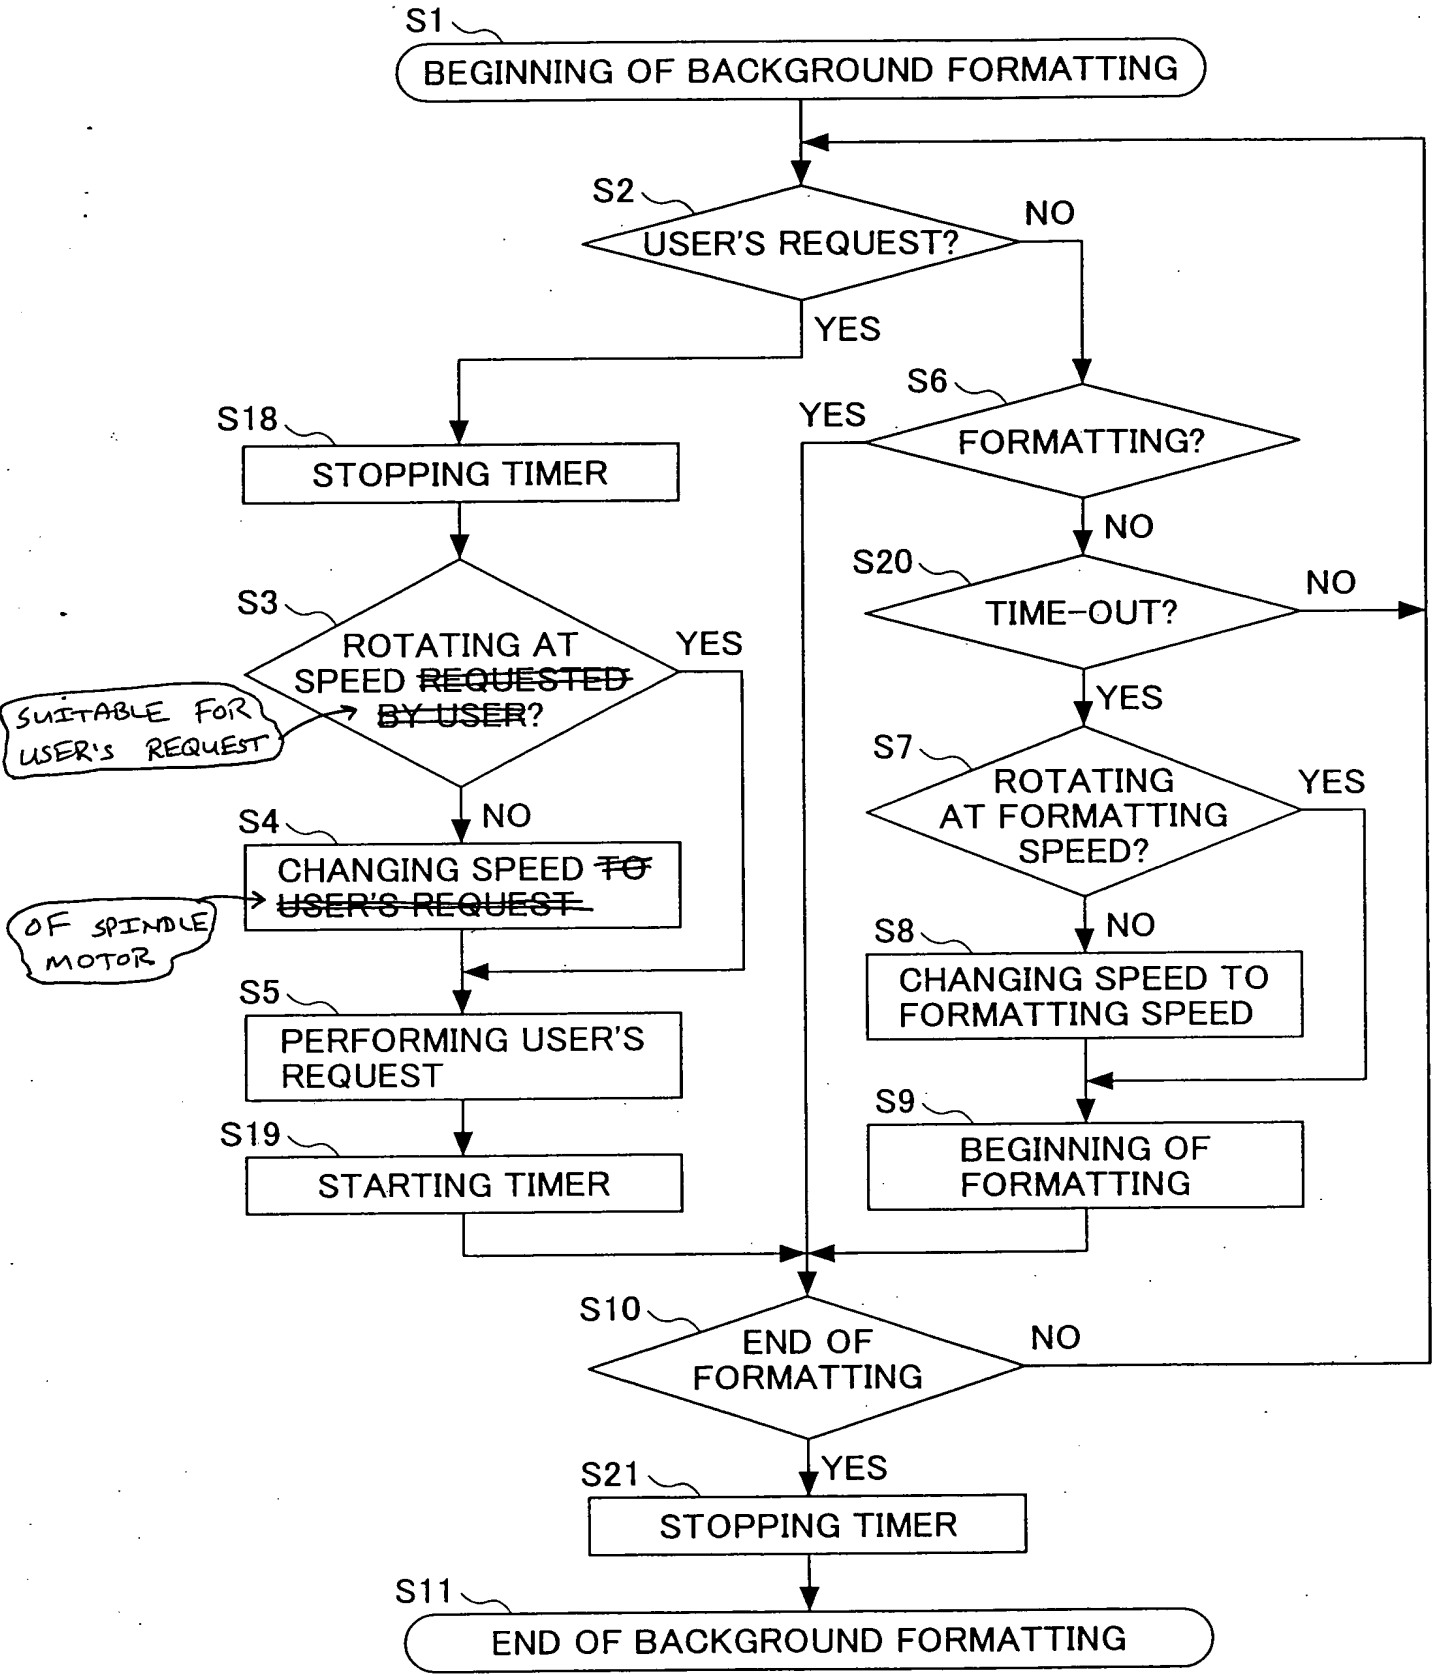 S1
BEGINNING OF BACKGROUND FORMATTING
S2
USER'S REQUEST?
NO
YES
S18
STOPPING TIMER
S3
ROTATING AT
SPEED REQUESTED
BY USER?
YES
SUITABLE FOR
USER'S REQUEST
NO
S4
CHANGING SPEED TO
USER'S REQUEST
OF SPINDLE
MOTOR
S5
PERFORMING USER'S
REQUEST
S19
STARTING TIMER
S6
YES
FORMATTING?
NO
S20
TIME-OUT?
NO
YES
S7
ROTATING
AT FORMATTING
SPEED?
YES
NO
S8
CHANGING SPEED TO
FORMATTING SPEED
S9
BEGINNING OF
FORMATTING
S10
END OF
FORMATTING
NO
YES
S21
STOPPING TIMER
S11
END OF BACKGROUND FORMATTING